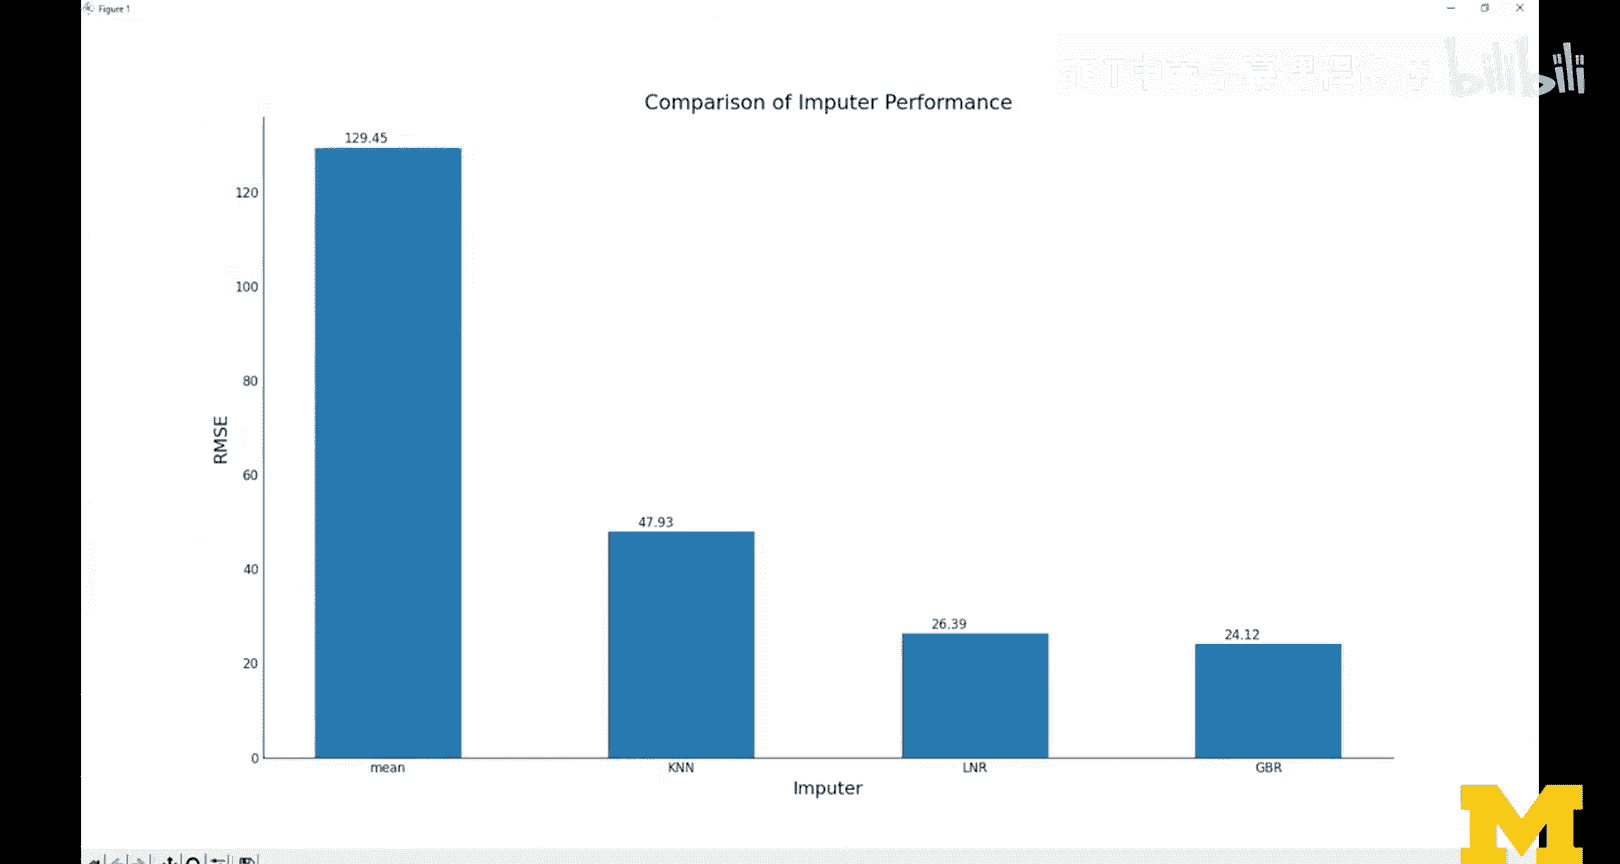 Figure 1
bilibili
Comparison of Imputer Performance
129.45
120
100
80
60
40
20
0
RMSE
47.93
26.39
24.12
mean
KNN
LNR
GBR
Imputer
M